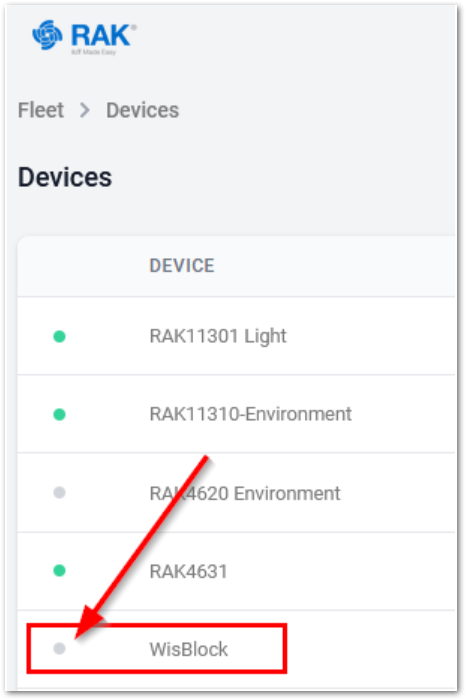 RAK®
IoT Made Easy
Fleet > Devices
Devices
DEVICE
RAK11301 Light
RAK11310-Environment
RAK4620 Environment
RAK4631
WisBlock